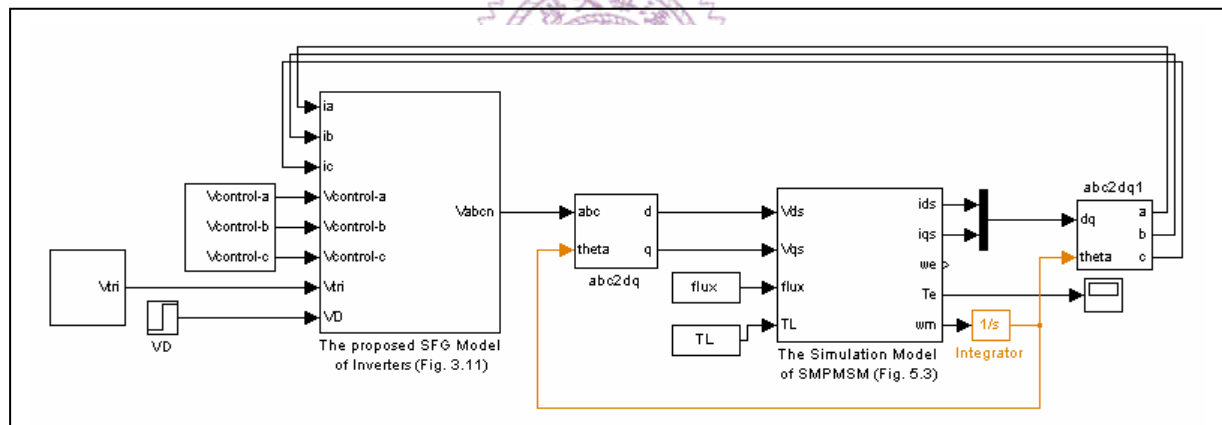 ia
ib
ic
Vcontrol-a
Vcontrol-b
Vcontrol-c
Vtri
VD
Vabcn
Vcontrol-a
Vcontrol-b
Vcontrol-c
Vtri
VD
The proposed SFG Model
of Inverters (Fig. 3.11)
abc
theta
d
q
abc2dq
flux
TL
Vds
Vqs
flux
TL
ids
iqs
we
Te
wm
The Simulation Model
of SMPMSM (Fig. 5.3)
1/s
Integrator
abc2dq1
dq
theta
a
b
c